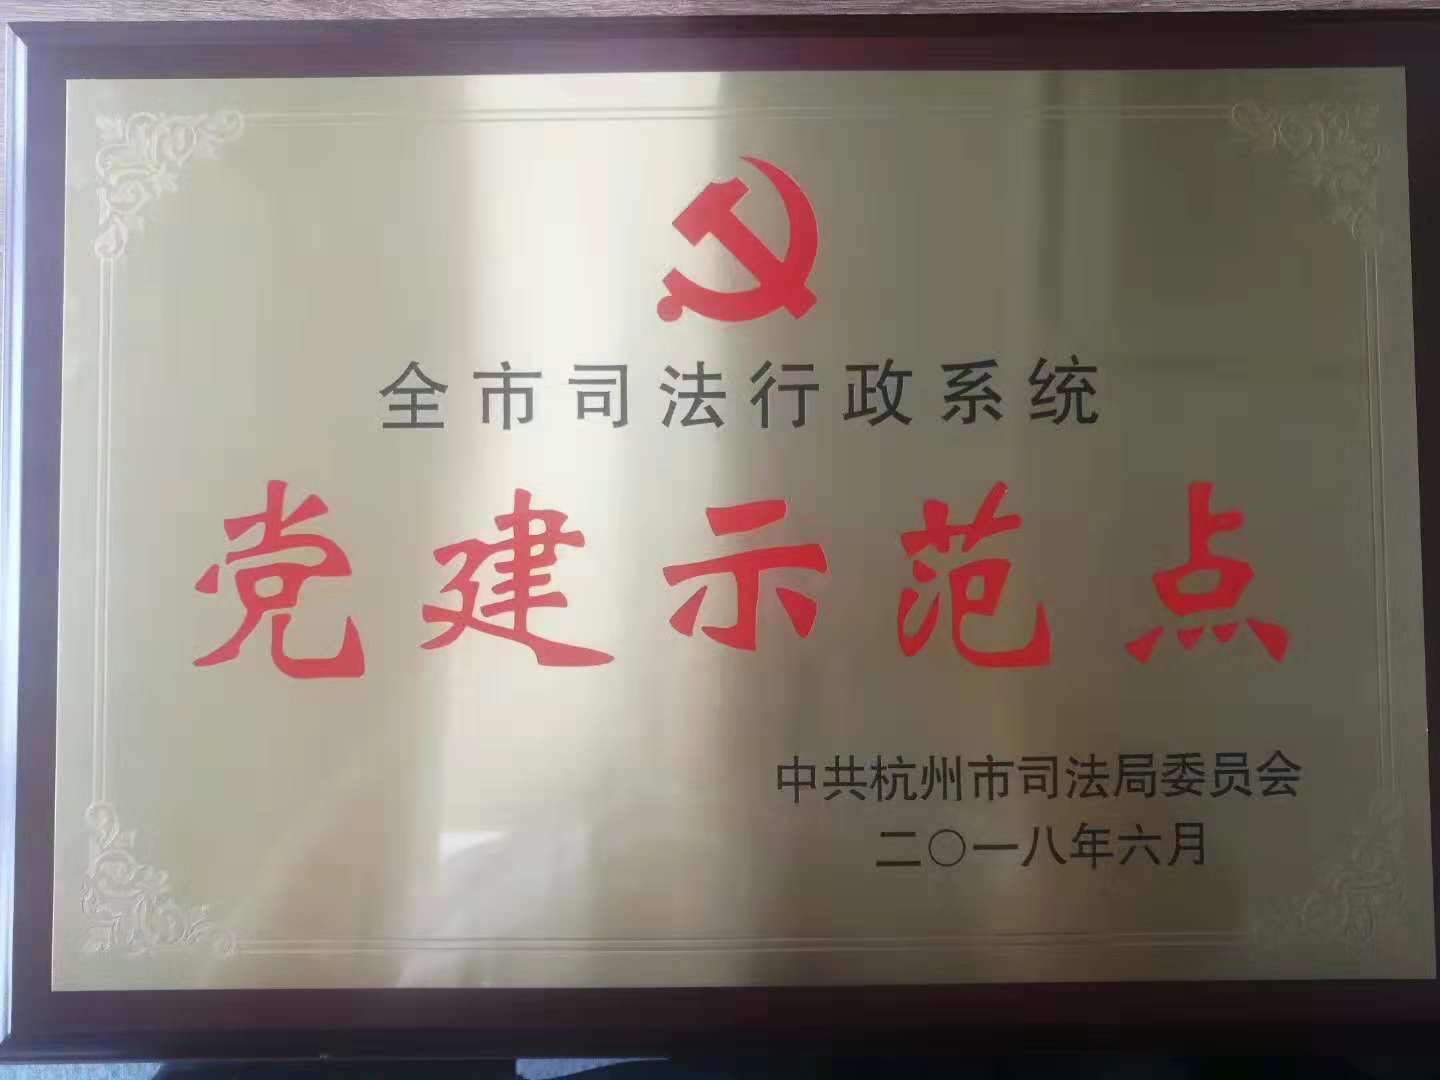 全市司法行政系统
党建示范点
中共杭州市司法局委员会
二〇一八年六月